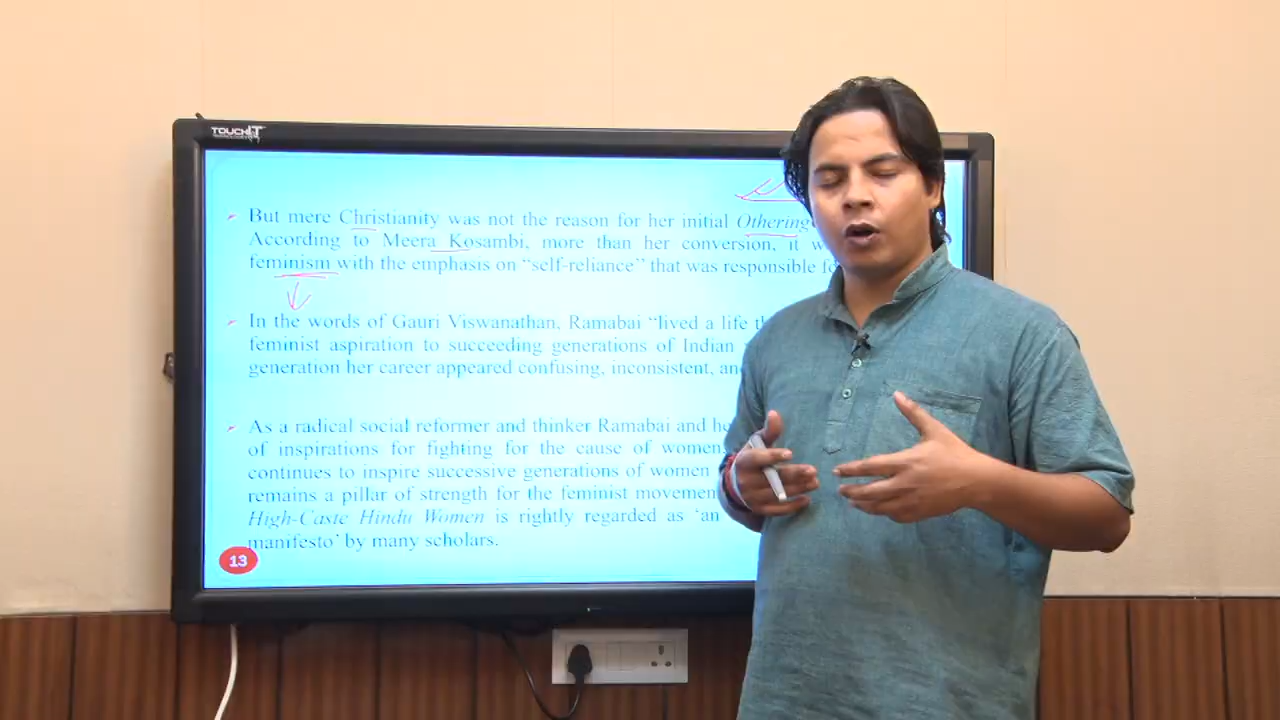 TOUCHIT
But mere Christianity was not the reason for her initial Othering
According to Meera Kosambi, more than her conversion, it
feminism with the emphasis on “self-reliance” that was responsible
In the words of Gauri Viswanathan, Ramabai “lived a life
feminist aspiration to succeeding generations of Indian
generation her career appeared confusing, inconsistent,
As a radical social reformer and thinker Ramabai and
of inspirations for fighting for the cause of women,
continues to inspire successive generations of women
remains a pillar of strength for the feminist movement
High-Caste Hindu Women is rightly regarded as ‘an
manifesto’ by many scholars.
13